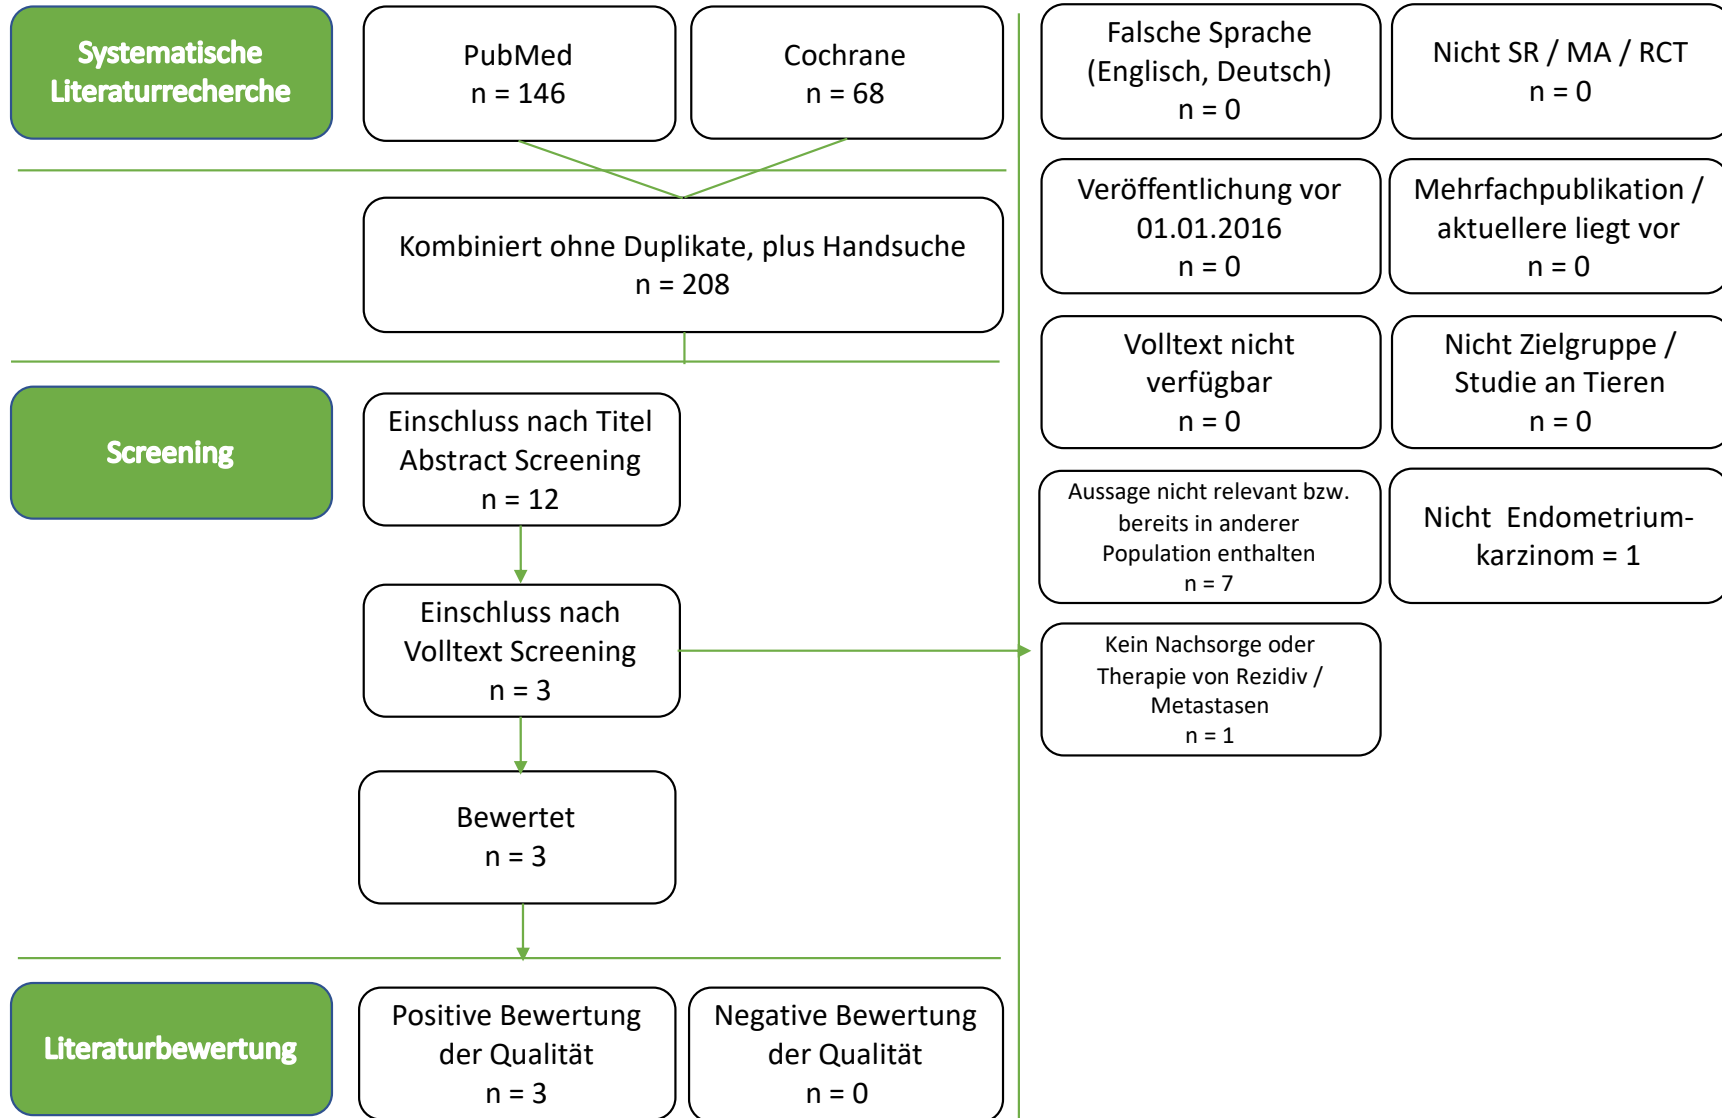 Systematische
Literaturrecherche
PubMed
n = 146
Cochrane
n = 68
Kombiniert ohne Duplikate, plus Handsuche
n = 208
Screening
Einschluss nach Titel
Abstract Screening
n = 12
Einschluss nach
Volltext Screening
n = 3
Bewertet
n = 3
Literaturbewertung
Positive Bewertung
der Qualität
n = 3
Negative Bewertung
der Qualität
n = 0
Falsche Sprache
(Englisch, Deutsch)
n = 0
Nicht SR / MA / RCT
n = 0
Veröffentlichung vor
01.01.2016
n = 0
Mehrfachpublikation /
aktuellere liegt vor
n = 0
Volltext nicht
verfügbar
n = 0
Nicht Zielgruppe /
Studie an Tieren
n = 0
Aussage nicht relevant bzw.
bereits in anderer
Population enthalten
n = 7
Nicht Endometrium-
karzinom = 1
Kein Nachsorge oder
Therapie von Rezidiv /
Metastasen
n = 1